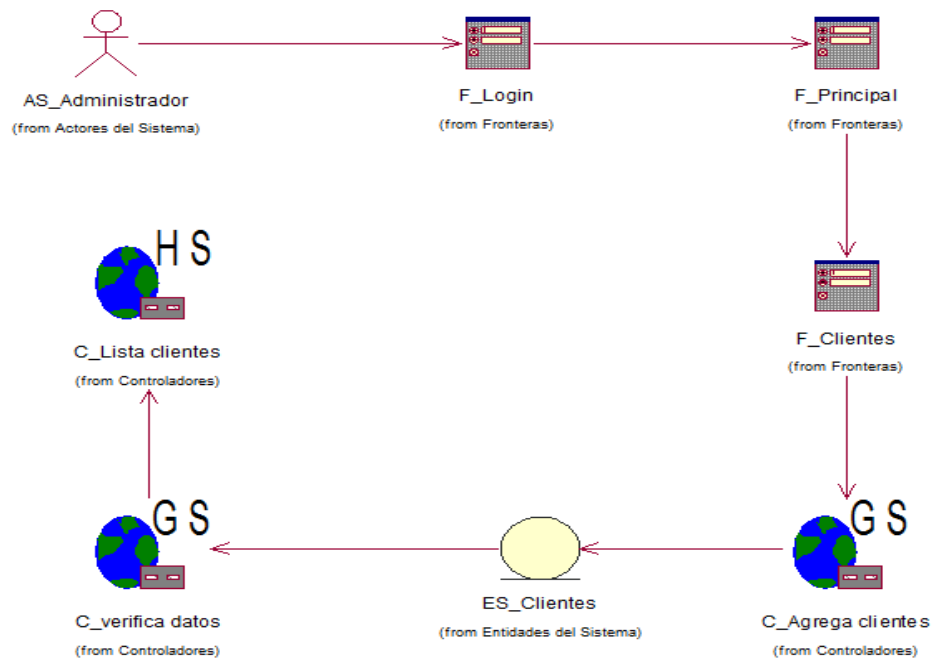 AS_Administrador
(from Actores del Sistema)
F_Login
(from Fronteras)
F_Principal
(from Fronteras)
H S
C_Lista clientes
(from Controladores)
F_Clientes
(from Fronteras)
G S
C_verifica datos
(from Controladores)
ES_Clientes
(from Entidades del Sistema)
G S
C_Agrega clientes
(from Controladores)